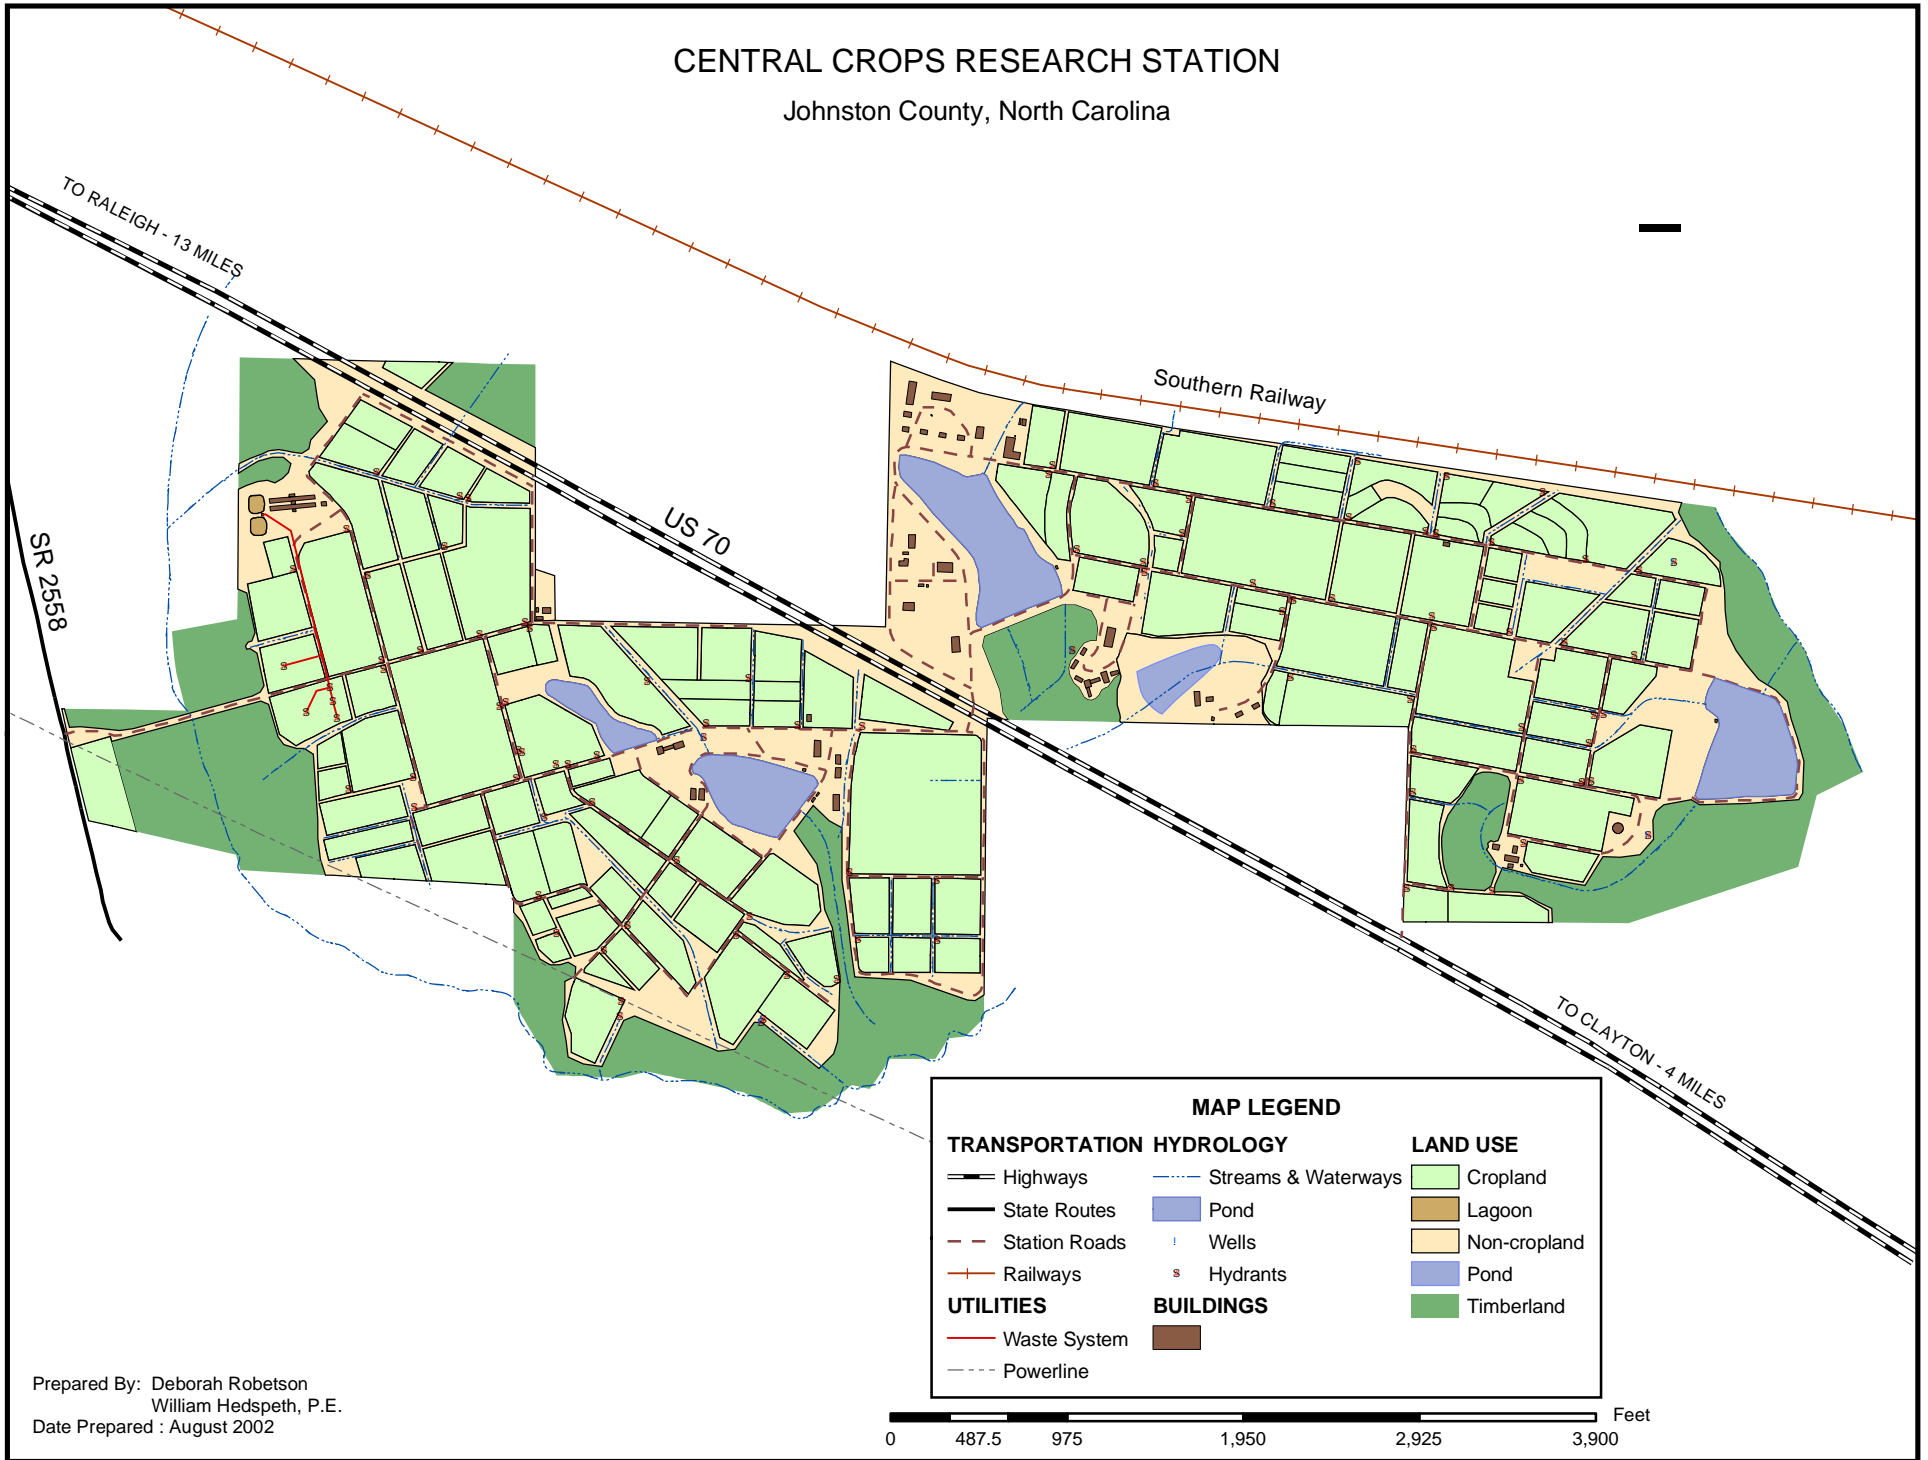 CENTRAL CROPS RESEARCH STATION
Johnston County, North Carolina
TO RALEIGH - 13 MILES
Southern Railway
US 70
SR 2558
TO CLAYTON - 4 MILES
MAP LEGEND
TRANSPORTATION
Highways
State Routes
Station Roads
Railways
UTILITIES
Waste System
Powerline
HYDROLOGY
Streams & Waterways
Pond
Wells
Hydrants
BUILDINGS
LAND USE
Cropland
Lagoon
Non-cropland
Pond
Timberland
Prepared By: Deborah Robetson
William Hedspeth, P.E.
Date Prepared : August 2002
Feet
0 487.5 975 1,950 2,925 3,900